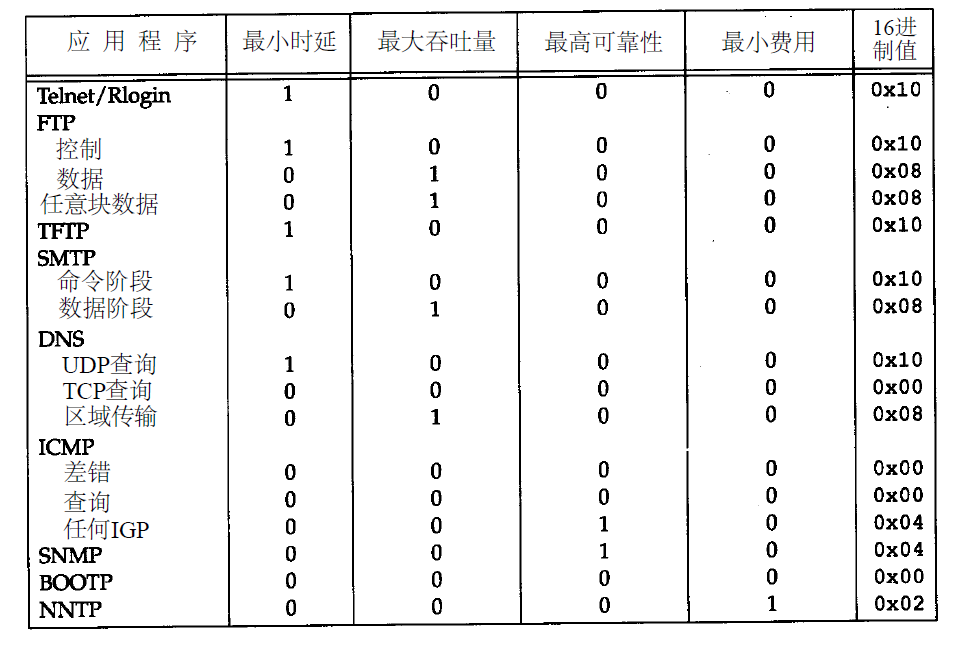 应用程序 最小时延 最大吞吐量 最高可靠性 最小费用 16进制值
Telnet/Rlogin 1 0 0 0 0x10
FTP
控制 1 0 0 0 0x10
数据 0 1 0 0 0x08
任意块数据 0 1 0 0 0x08
TFTP 1 0 0 0 0x10
SMTP
命令阶段 1 0 0 0 0x10
数据阶段 0 1 0 0 0x08
DNS
UDP查询 1 0 0 0 0x10
TCP查询 0 0 0 0 0x00
区域传输 0 1 0 0 0x08
ICMP
差错 0 0 0 0 0x00
查询 0 0 0 0 0x00
任何IGP 0 0 1 0 0x04
SNMP 0 0 1 0 0x04
BOOTP 0 0 0 0 0x00
NNTP 0 0 0 1 0x02